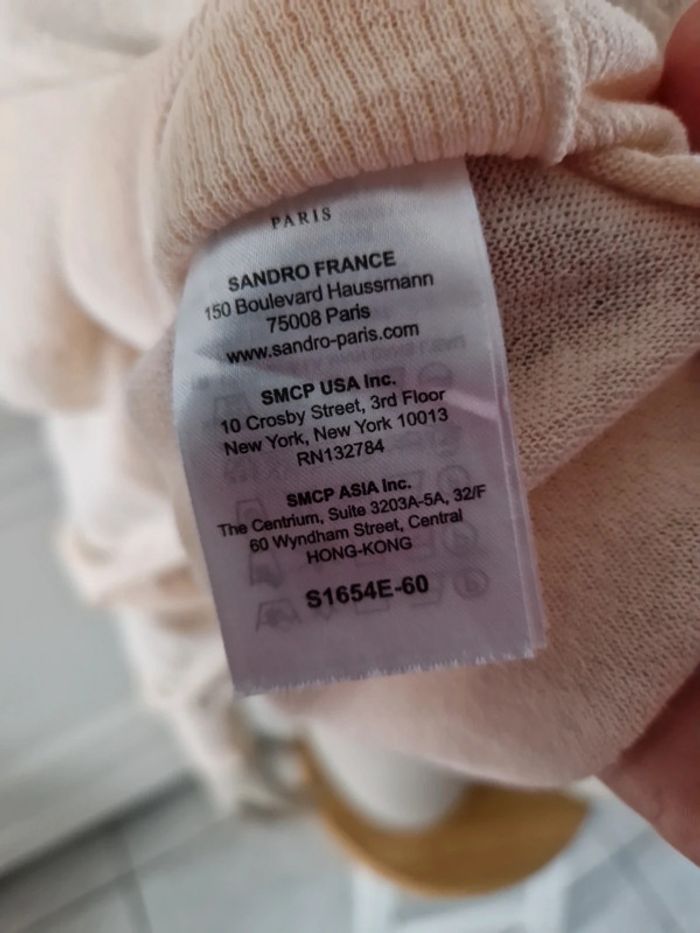 PARIS
SANDRO FRANCE
150 Boulevard Haussmann
75008 Paris
www.sandro-paris.com
SMCP USA Inc.
10 Crosby Street, 3rd Floor
New York, New York 10013
RN132784
SMCP ASIA Inc.
The Centrium, Suite 3203A-5A, 32/F
60 Wyndham Street, Central
HONG-KONG
S1654E-60